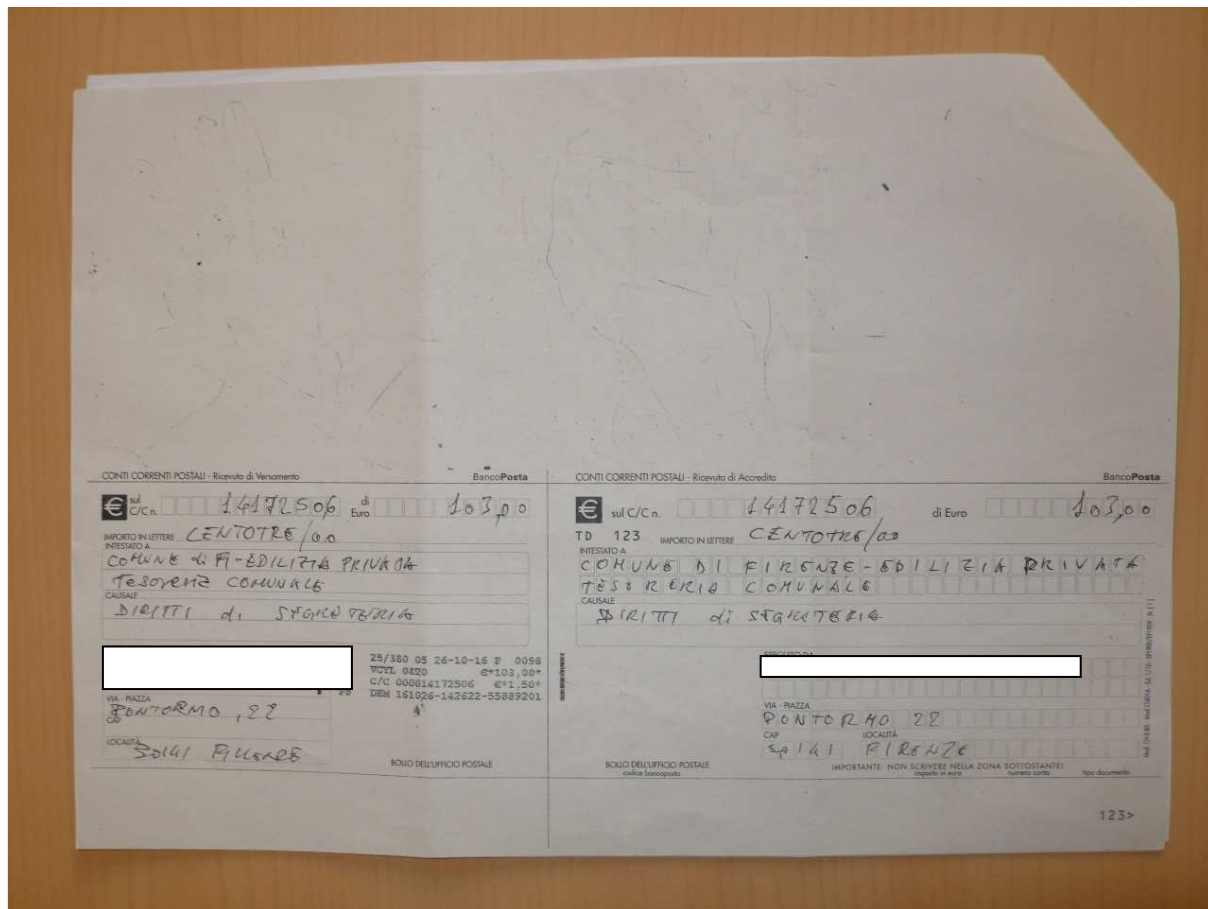 CONTI CORRENTI POSTALI - Ricevuta di Versamento BancoPosta
€ sul C/C n. 14172506 di Euro 103,00
IMPORTO IN LETTERE CENTOTRE/00
INTESTATO A
COMUNE di FI-EDILIZIA PRIVATA
Tesoreria COMUNALE
CAUSALE
DIRITTI di SEGRETERIA
25/380 05 26-10-16 P 0096
VCYL 0420 €*103,00*
C/C 000014172506 €*1,50*
DEM 161026-142622-55889201
VIA - PIAZZA
PONTORMO, 22
CAP
LOCALITÀ
FIRENZE
BOLLO DELL'UFFICIO POSTALE
CONTI CORRENTI POSTALI - Ricevuta di Accredito BancoPosta
€ sul C/C n. 14172506 di Euro 103,00
TD 123 IMPORTO IN LETTERE CENTOTRE/00
INTESTATO A
COMUNE DI FIRENZE-EDILIZIA PRIVATA
TESORERIA COMUNALE
CAUSALE
DIRITTI di SEGRETERIA
VIA - PIAZZA
PONTORMO 22
CAP LOCALITÀ
FIRENZE
BOLLO DELL'UFFICIO POSTALE
codice bancoposta
IMPORTANTE: NON SCRIVERE NELLA ZONA SOTTOSTANTE!
importo in euro numero conto tipo documento
123>